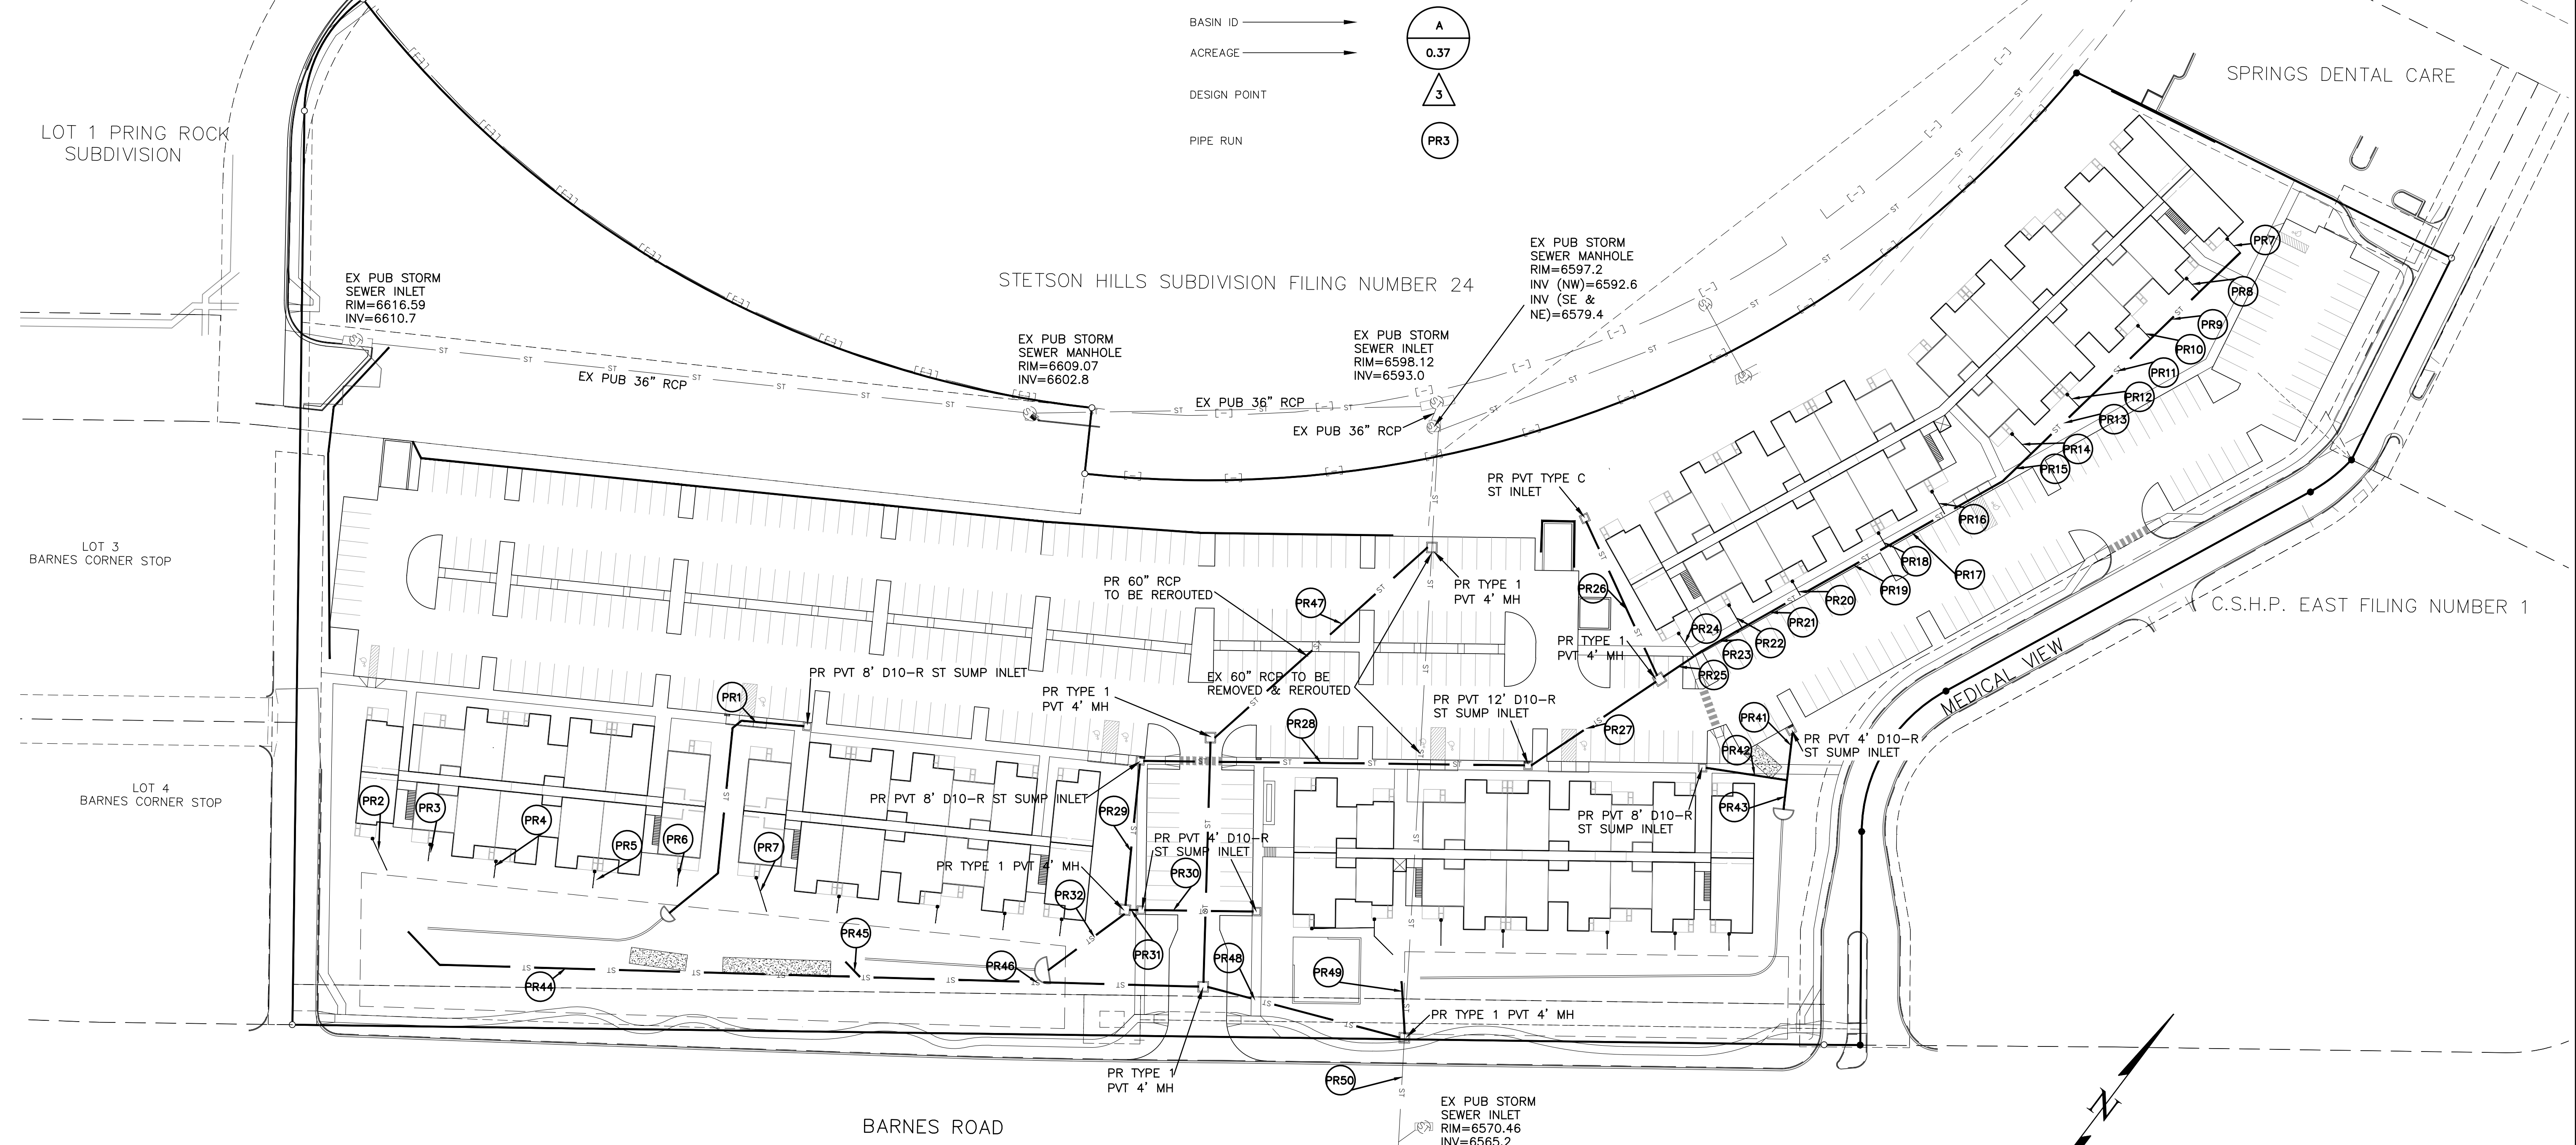 BASIN ID
ACREAGE
A
0.37
DESIGN POINT
3
PIPE RUN
PR3
SPRINGS DENTAL CARE
LOT 1 PRING ROCK
SUBDIVISION
EX PUB STORM
SEWER INLET
RIM=6616.59
INV=6610.7
STETSON HILLS SUBDIVISION FILING NUMBER 24
EX PUB STORM
SEWER MANHOLE
RIM=6597.2
INV (NW)=6592.6
INV (SE &
NE)=6579.4
EX PUB STORM
SEWER MANHOLE
RIM=6609.07
INV=6602.8
EX PUB STORM
SEWER INLET
RIM=6598.12
INV=6593.0
EX PUB 36" RCP
EX PUB 36" RCP
EX PUB 36" RCP
PR7
PR8
PR9
PR10
PR11
PR12
PR13
PR14
PR15
PR16
PR17
PR18
PR19
PR20
PR21
PR22
PR23
PR24
PR25
PR26
PR PVT TYPE C
ST INLET
LOT 3
BARNES CORNER STOP
PR 60" RCP
TO BE REROUTED
PR47
PR TYPE 1
PVT 4' MH
PR TYPE 1
PVT 4' MH
C.S.H.P. EAST FILING NUMBER 1
MEDICAL VIEW
PR1
PR PVT 8' D10-R ST SUMP INLET
PR TYPE 1
PVT 4' MH
EX 60" RCP TO BE
REMOVED & REROUTED
PR28
PR PVT 12' D10-R
ST SUMP INLET
PR27
PR41
PR42
PR PVT 4' D10-R
ST SUMP INLET
PR43
PR PVT 8' D10-R
ST SUMP INLET
LOT 4
BARNES CORNER STOP
PR2
PR3
PR4
PR5
PR6
PR7
PR PVT 8' D10-R ST SUMP INLET
PR29
PR PVT 4' D10-R
ST SUMP INLET
PR TYPE 1 PVT 4' MH
PR30
PR32
PR31
PR45
PR46
PR44
PR48
PR49
PR TYPE 1 PVT 4' MH
PR TYPE 1
PVT 4' MH
PR50
BARNES ROAD
EX PUB STORM
SEWER INLET
RIM=6570.46
INV=6565.2
N